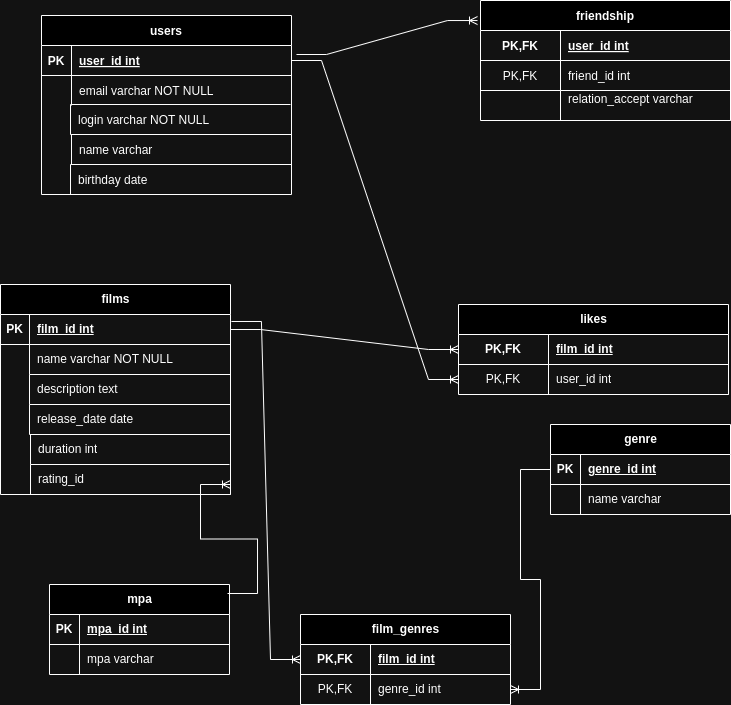 users
PK user_id int
email varchar NOT NULL
login varchar NOT NULL
name varchar
birthday date
friendship
PK,FK user_id int
PK,FK friend_id int
relation_accept varchar
films
PK film_id int
name varchar NOT NULL
description text
release_date date
duration int
rating_id
likes
PK,FK film_id int
PK,FK user_id int
genre
PK genre_id int
name varchar
mpa
PK mpa_id int
mpa varchar
film_genres
PK,FK film_id int
PK,FK genre_id int